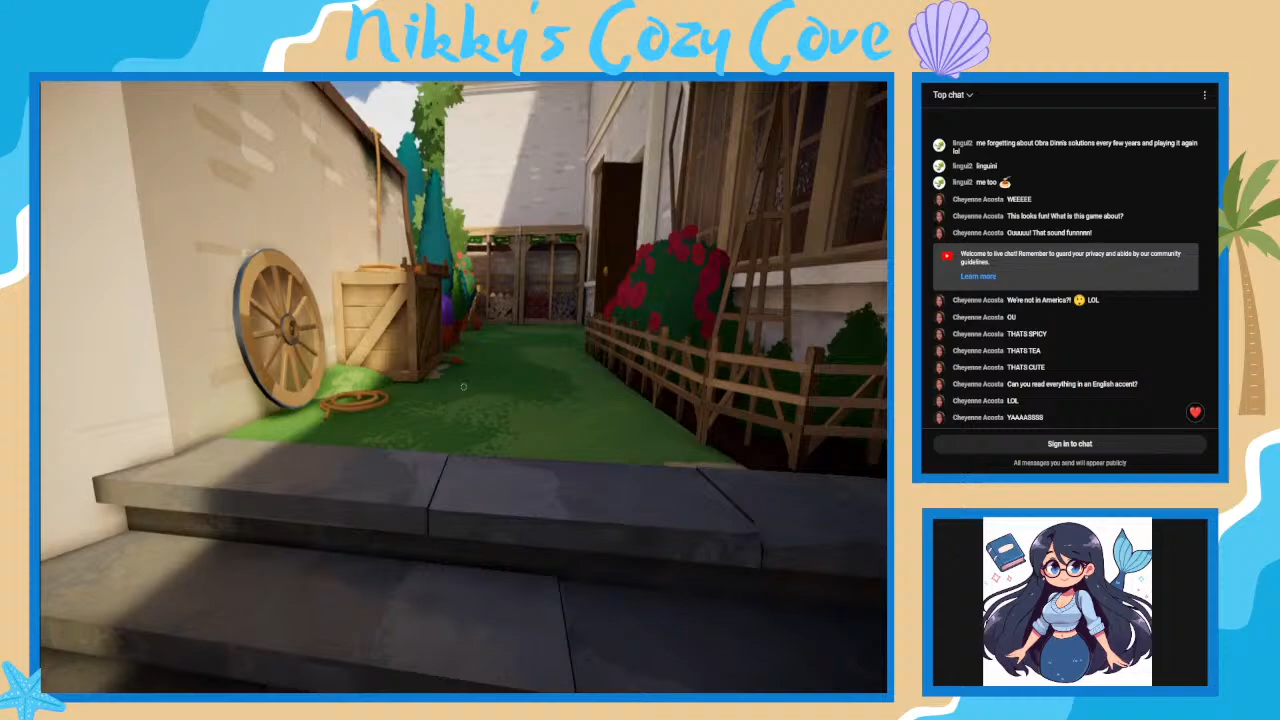 Nikky's Cozy Cove
Top chat
lingui2 me forgetting about Obra Dinn's solutions every few years and playing it again
lol
lingui2 linguini
lingui2 me too
Cheyenne Acosta WEEEEE
Cheyenne Acosta This looks fun! What is this game about?
Cheyenne Acosta Ouuuuu! That sound funnnnn!
Welcome to live chat! Remember to guard your privacy and abide by our community
guidelines.
Learn more
Cheyenne Acosta We're not in America?! 😲 LOL
Cheyenne Acosta OU
Cheyenne Acosta THATS SPICY
Cheyenne Acosta THATS TEA
Cheyenne Acosta THATS CUTE
Cheyenne Acosta Can you read everything in an English accent?
Cheyenne Acosta LOL
Cheyenne Acosta YAAAASSSS
Sign in to chat
All messages you send will appear publicly